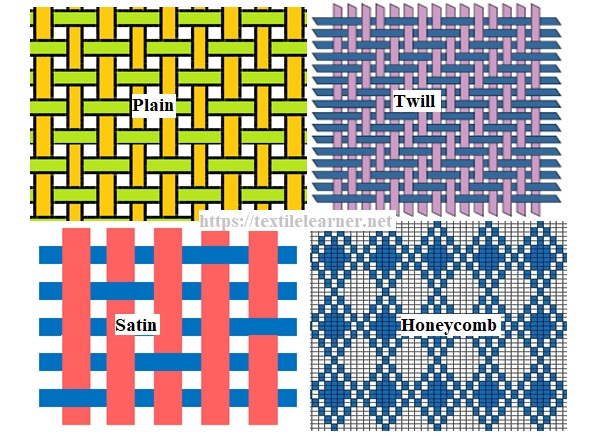 Plain
Twill
https://textilelearner.net
Satin
Honeycomb